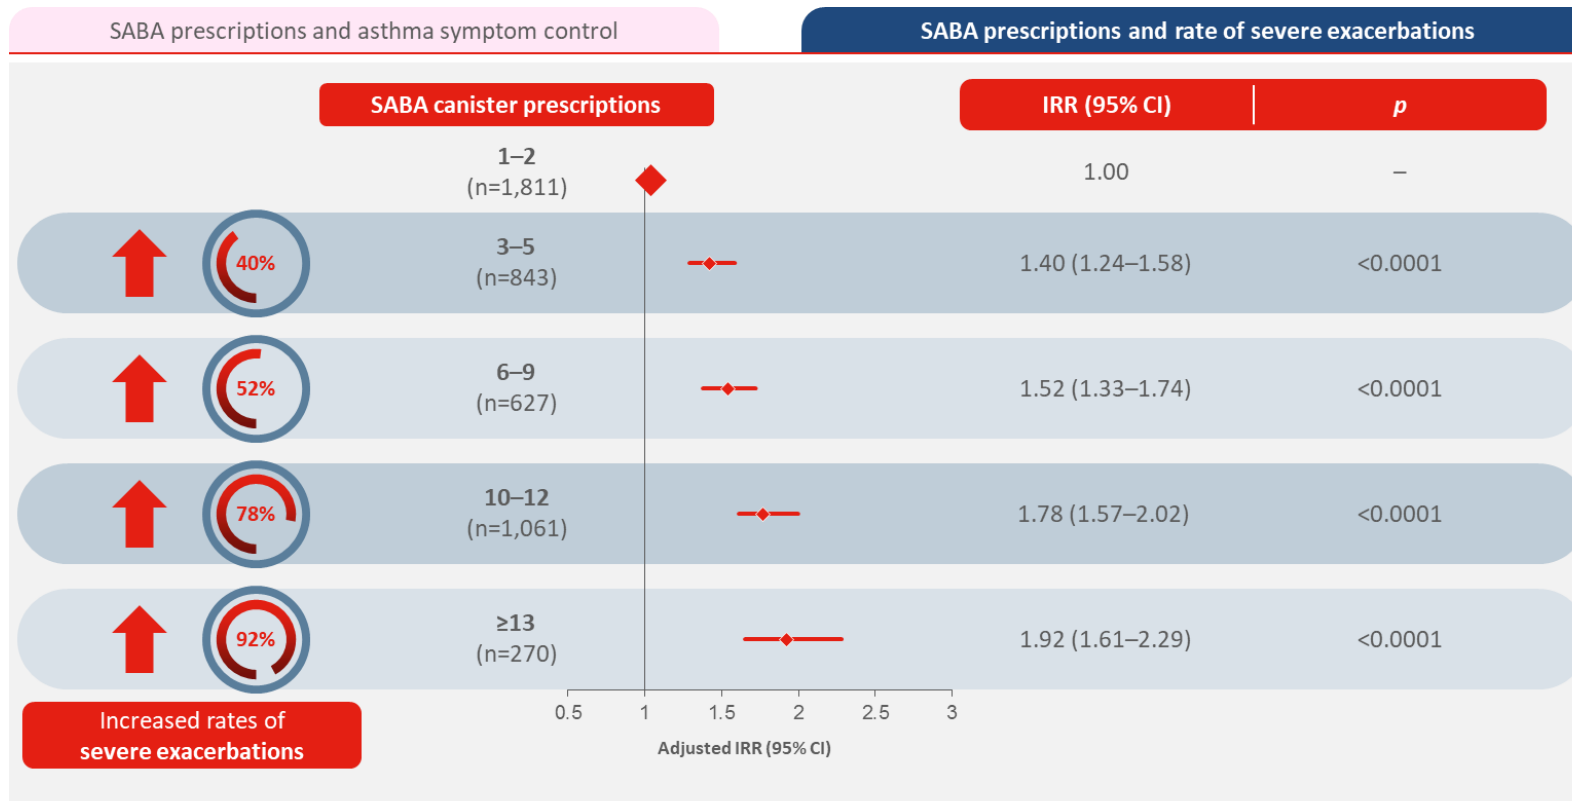 SABA prescriptions and asthma symptom control
SABA prescriptions and rate of severe exacerbations
SABA canister prescriptions
IRR (95% CI)
p
1–2
(n=1,811)
1.00
–
40%
3–5
(n=843)
1.40 (1.24–1.58)
<0.0001
52%
6–9
(n=627)
1.52 (1.33–1.74)
<0.0001
78%
10–12
(n=1,061)
1.78 (1.57–2.02)
<0.0001
92%
≥13
(n=270)
1.92 (1.61–2.29)
<0.0001
Increased rates of
severe exacerbations
0.5 1 1.5 2 2.5 3
Adjusted IRR (95% CI)